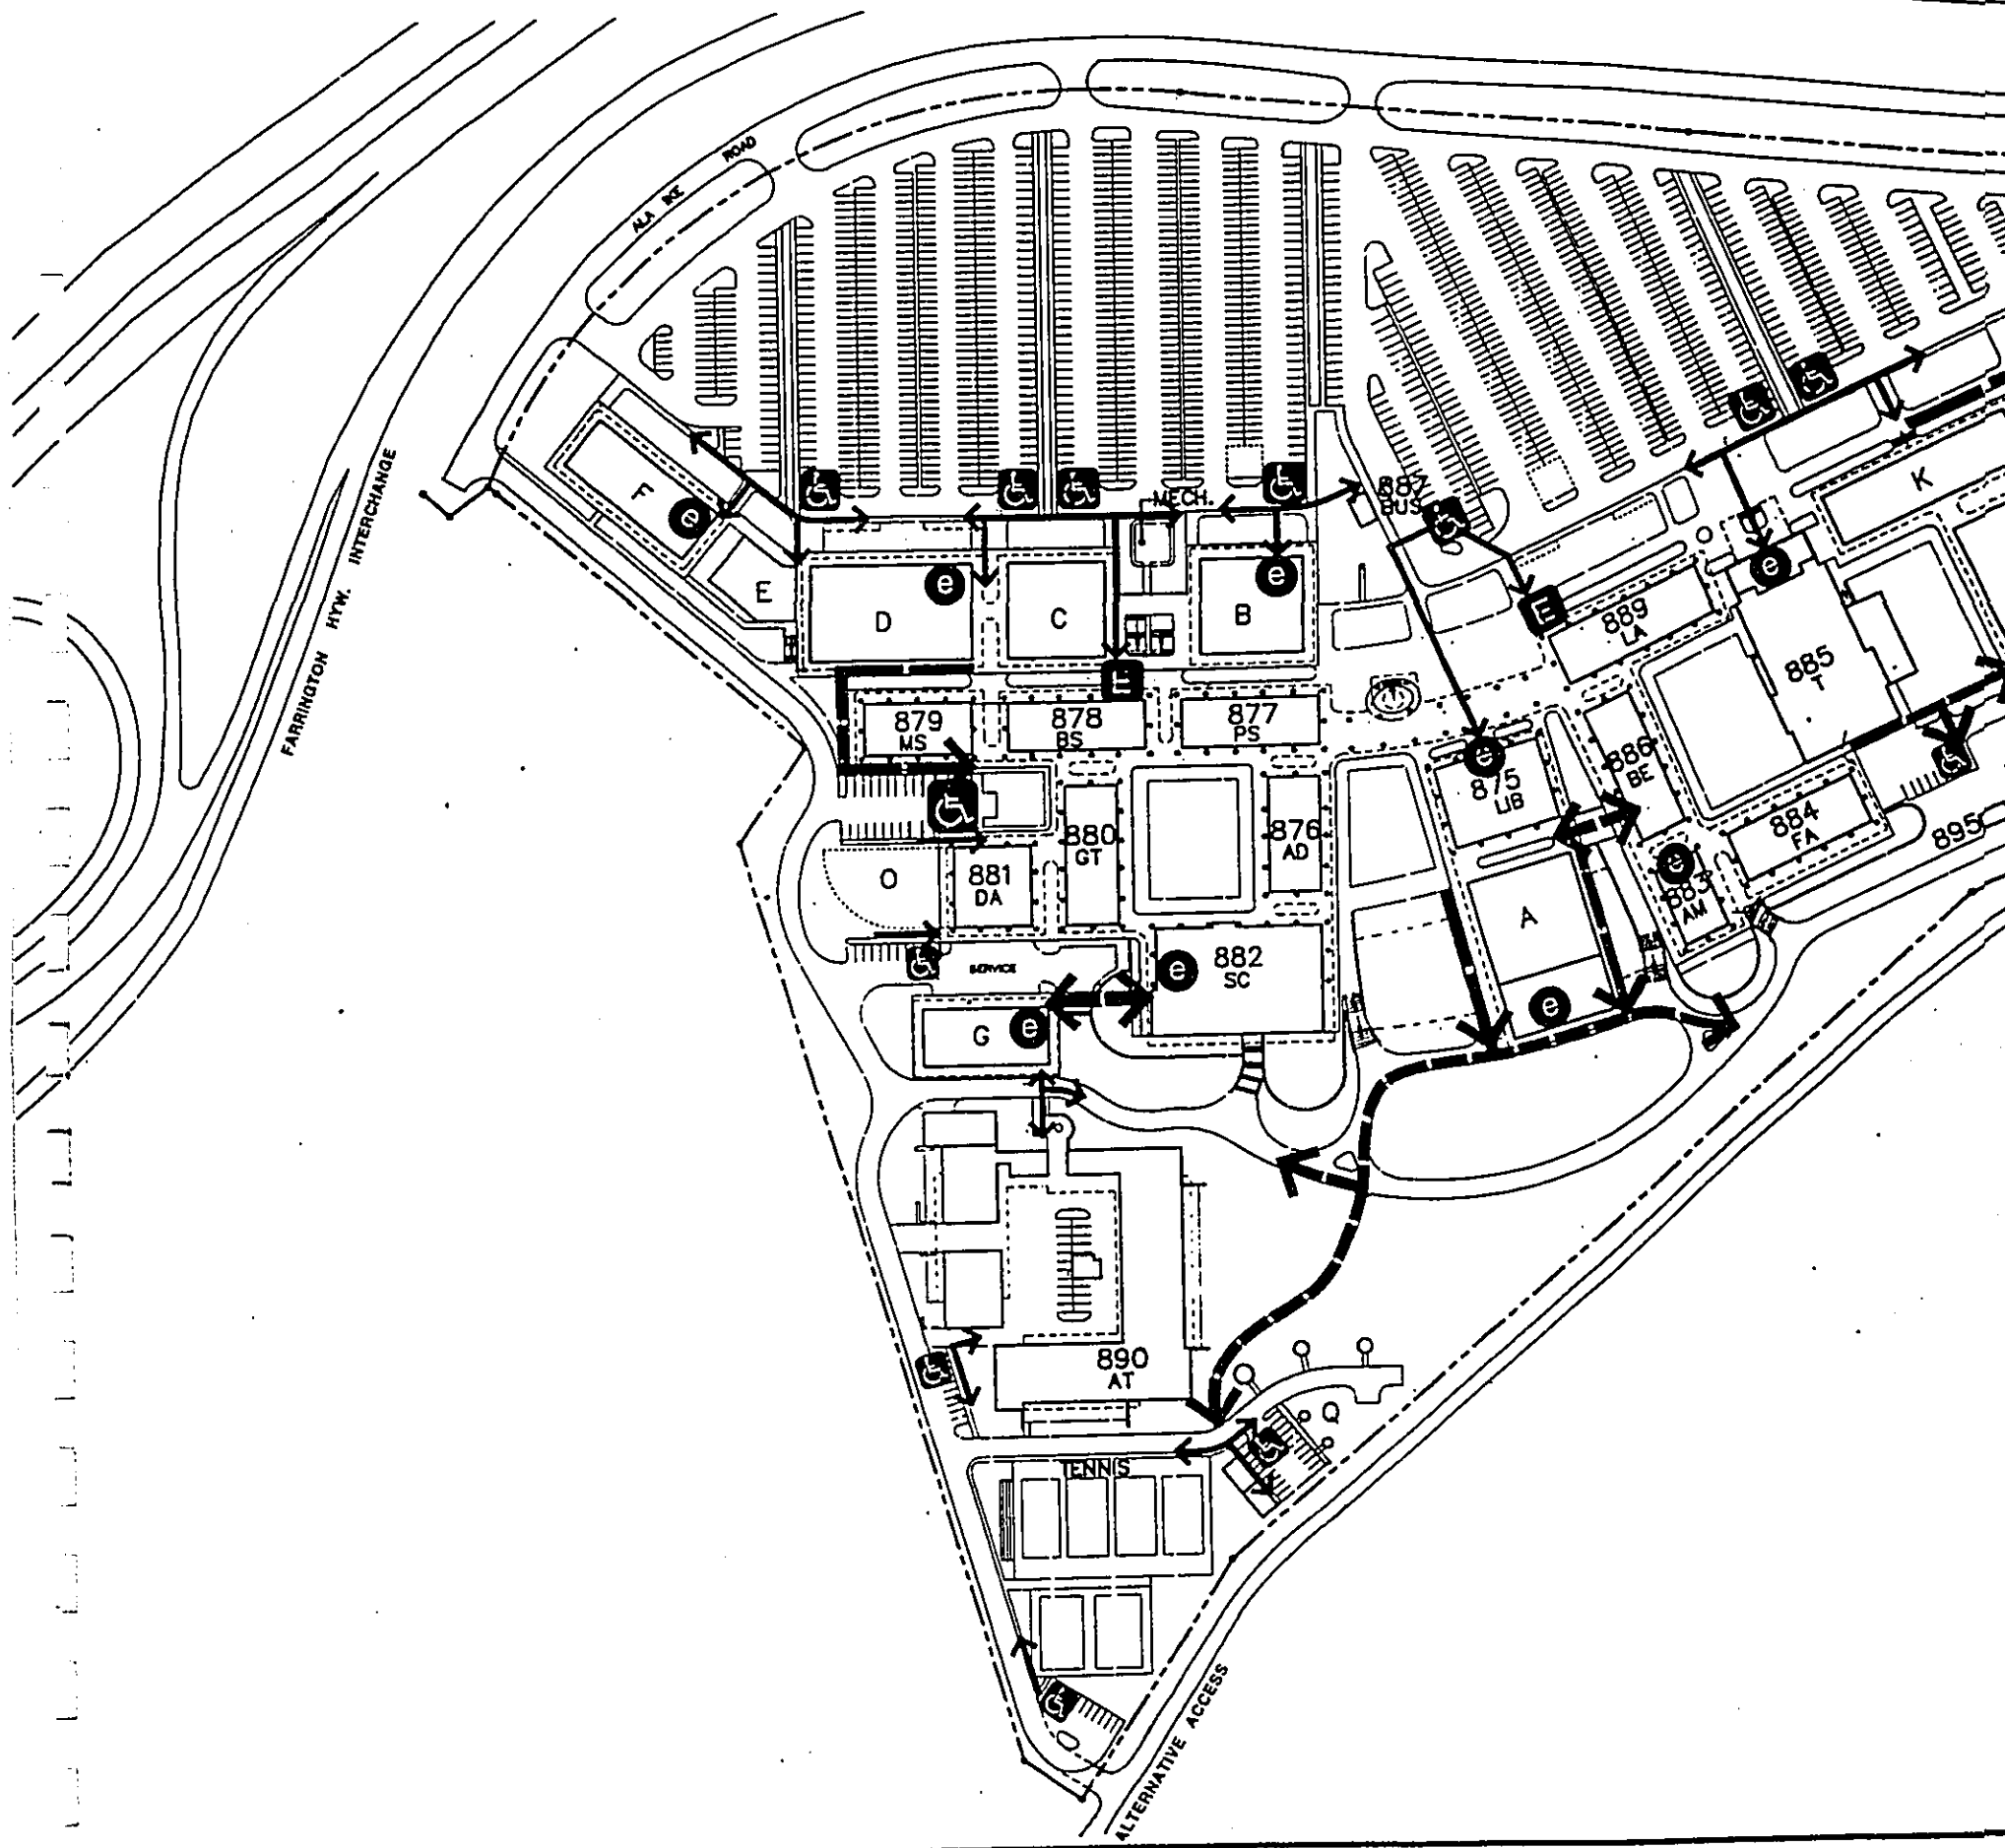 ALA IKE ROAD
FARRINGTON HYW. INTERCHANGE
887
BUS
MECH.
F
E
D
C
B
K
E
e
e
e
e
E
E
889
LA
885
T
879
MS
878
BS
877
PS
e
875
LIB
886
BE
884
FA
895
880
GT
876
AD
O
881
DA
A
e
883
AM
SERVICE
e
882
SC
G
e
e
890
AT
Q
TENNIS
ALTERNATIVE ACCESS